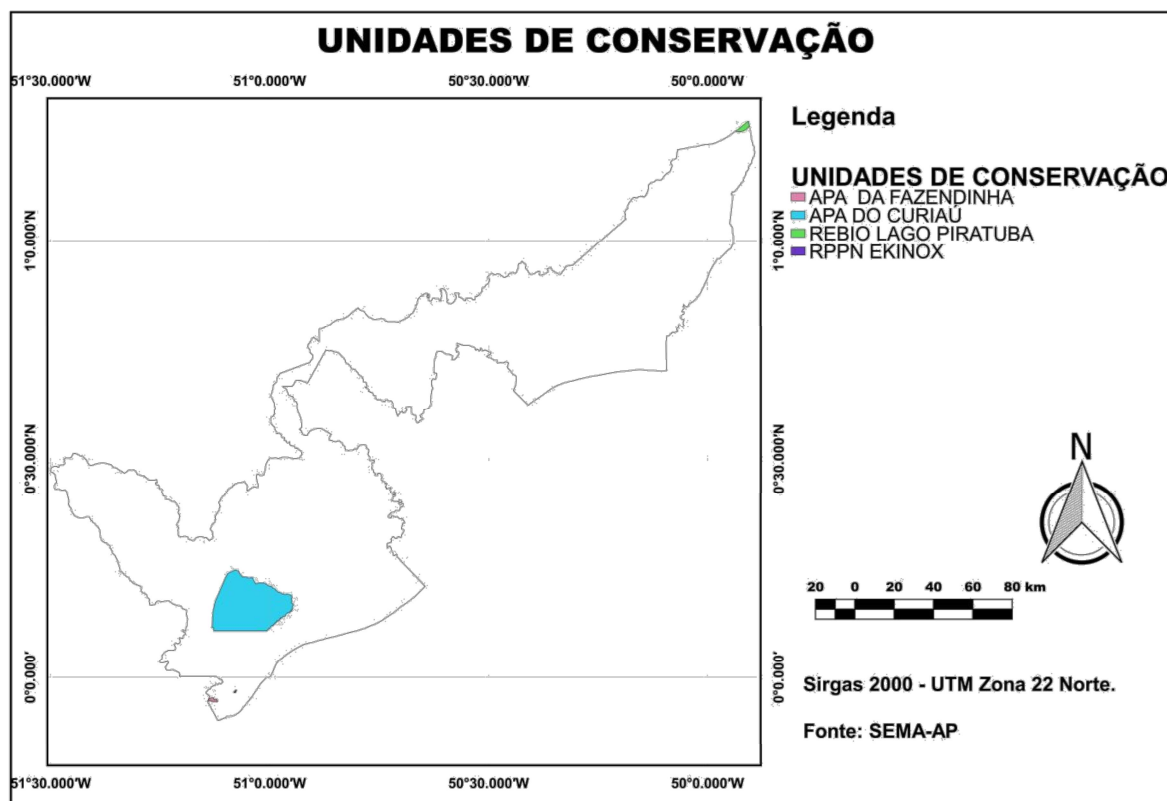 UNIDADES DE CONSERVAÇÃO
51°30.000'W 51°0.000'W 50°30.000'W 50°0.000'W
Legenda
UNIDADES DE CONSERVAÇÃO
APA DA FAZENDINHA
APA DO CURIAÚ
REBIO LAGO PIRATUBA
RPPN EKINOX
1°0.000'N
1°0.000'N
0°30.000'N
0°30.000'N
N
20 0 20 40 60 80 km
0°0.000'
0°0.000'
Sirgas 2000 - UTM Zona 22 Norte.
Fonte: SEMA-AP
51°30.000'W 51°0.000'W 50°30.000'W 50°0.000'W